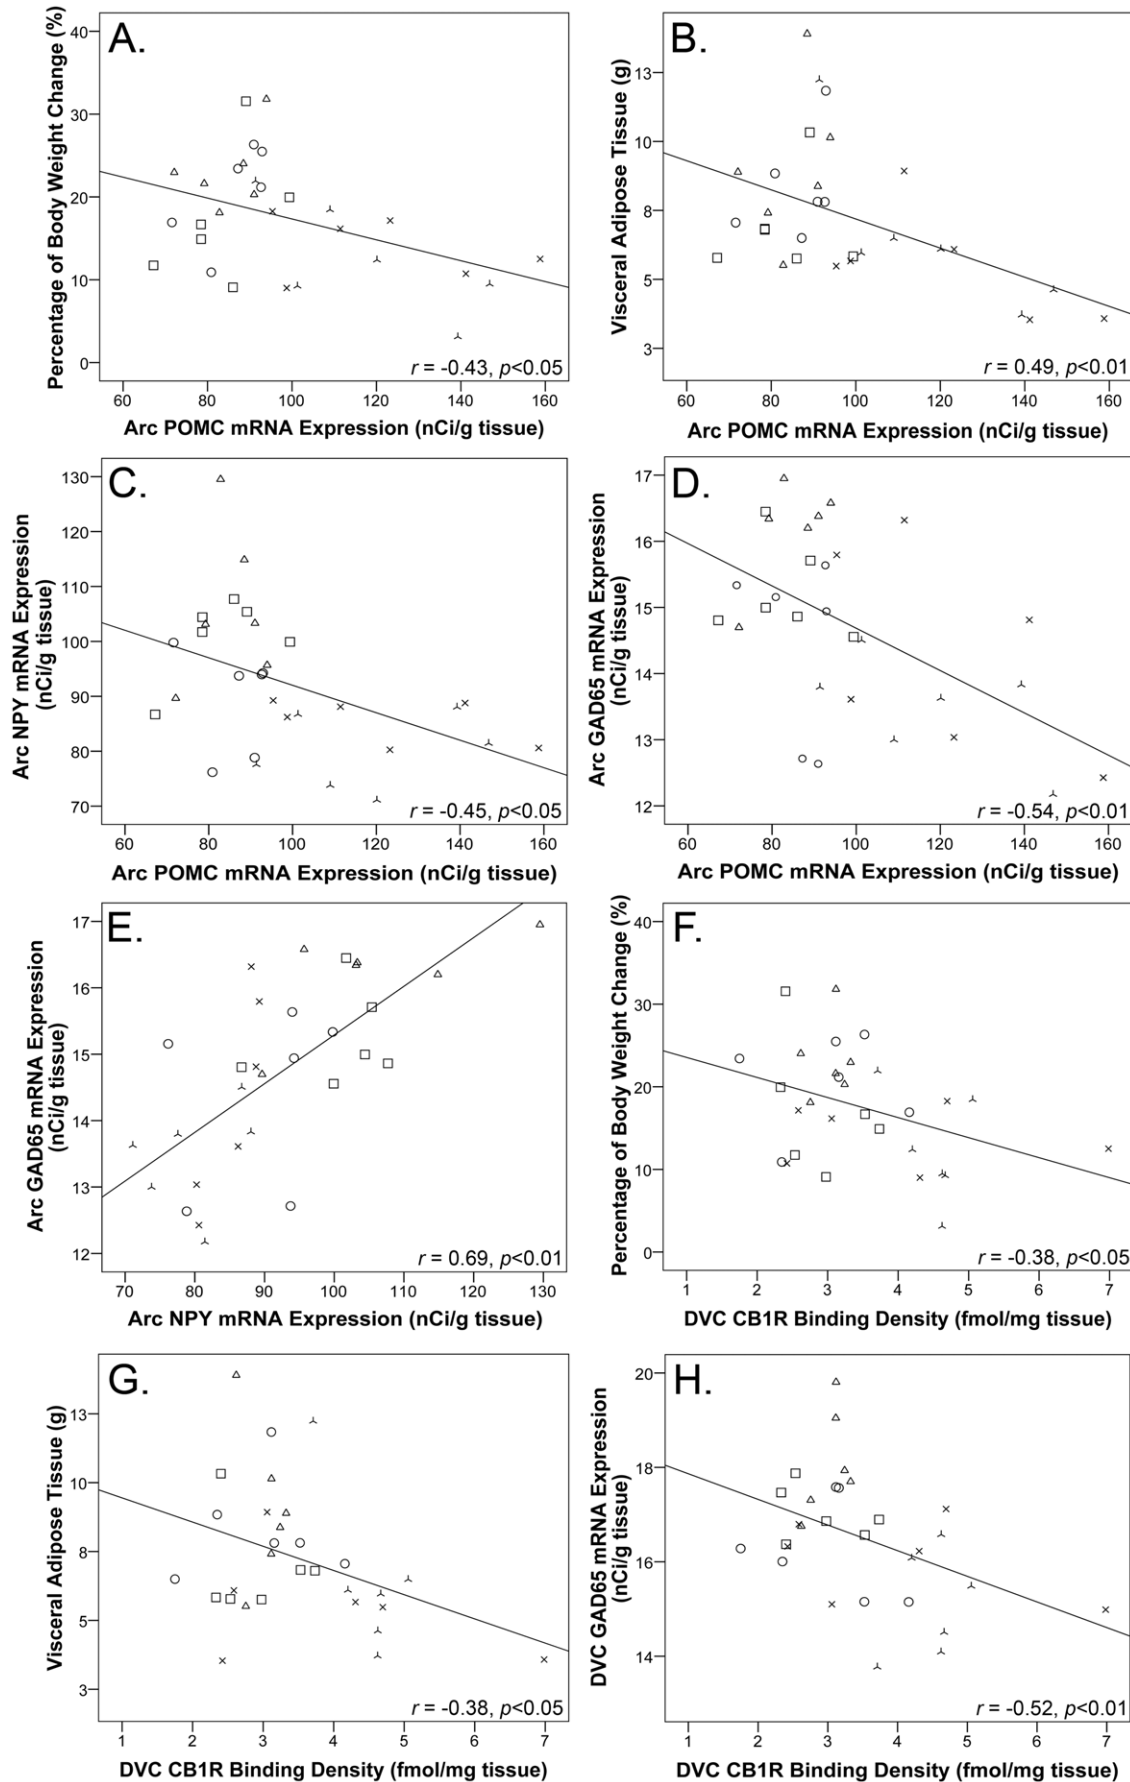 A.
Percentage of Body Weight Change (%)
40
30
20
10
0
r = -0.43, p<0.05
60 80 100 120 140 160
Arc POMC mRNA Expression (nCi/g tissue)
B.
Visceral Adipose Tissue (g)
13
10
8
5
3
r = 0.49, p<0.01
60 80 100 120 140 160
Arc POMC mRNA Expression (nCi/g tissue)
C.
Arc NPY mRNA Expression
(nCi/g tissue)
130
120
110
100
90
80
70
r = -0.45, p<0.05
60 80 100 120 140 160
Arc POMC mRNA Expression (nCi/g tissue)
D.
Arc GAD65 mRNA Expression
(nCi/g tissue)
17
16
15
14
13
12
r = -0.54, p<0.01
60 80 100 120 140 160
Arc POMC mRNA Expression (nCi/g tissue)
E.
Arc GAD65 mRNA Expression
(nCi/g tissue)
17
16
15
14
13
12
r = 0.69, p<0.01
70 80 90 100 110 120 130
Arc NPY mRNA Expression (nCi/g tissue)
F.
Percentage of Body Weight Change (%)
40
30
20
10
0
r = -0.38, p<0.05
1 2 3 4 5 6 7
DVC CB1R Binding Density (fmol/mg tissue)
G.
Visceral Adipose Tissue (g)
13
10
8
5
3
r = -0.38, p<0.05
1 2 3 4 5 6 7
DVC CB1R Binding Density (fmol/mg tissue)
H.
DVC GAD65 mRNA Expression
(nCi/g tissue)
20
18
16
14
r = -0.52, p<0.01
1 2 3 4 5 6 7
DVC CB1R Binding Density (fmol/mg tissue)